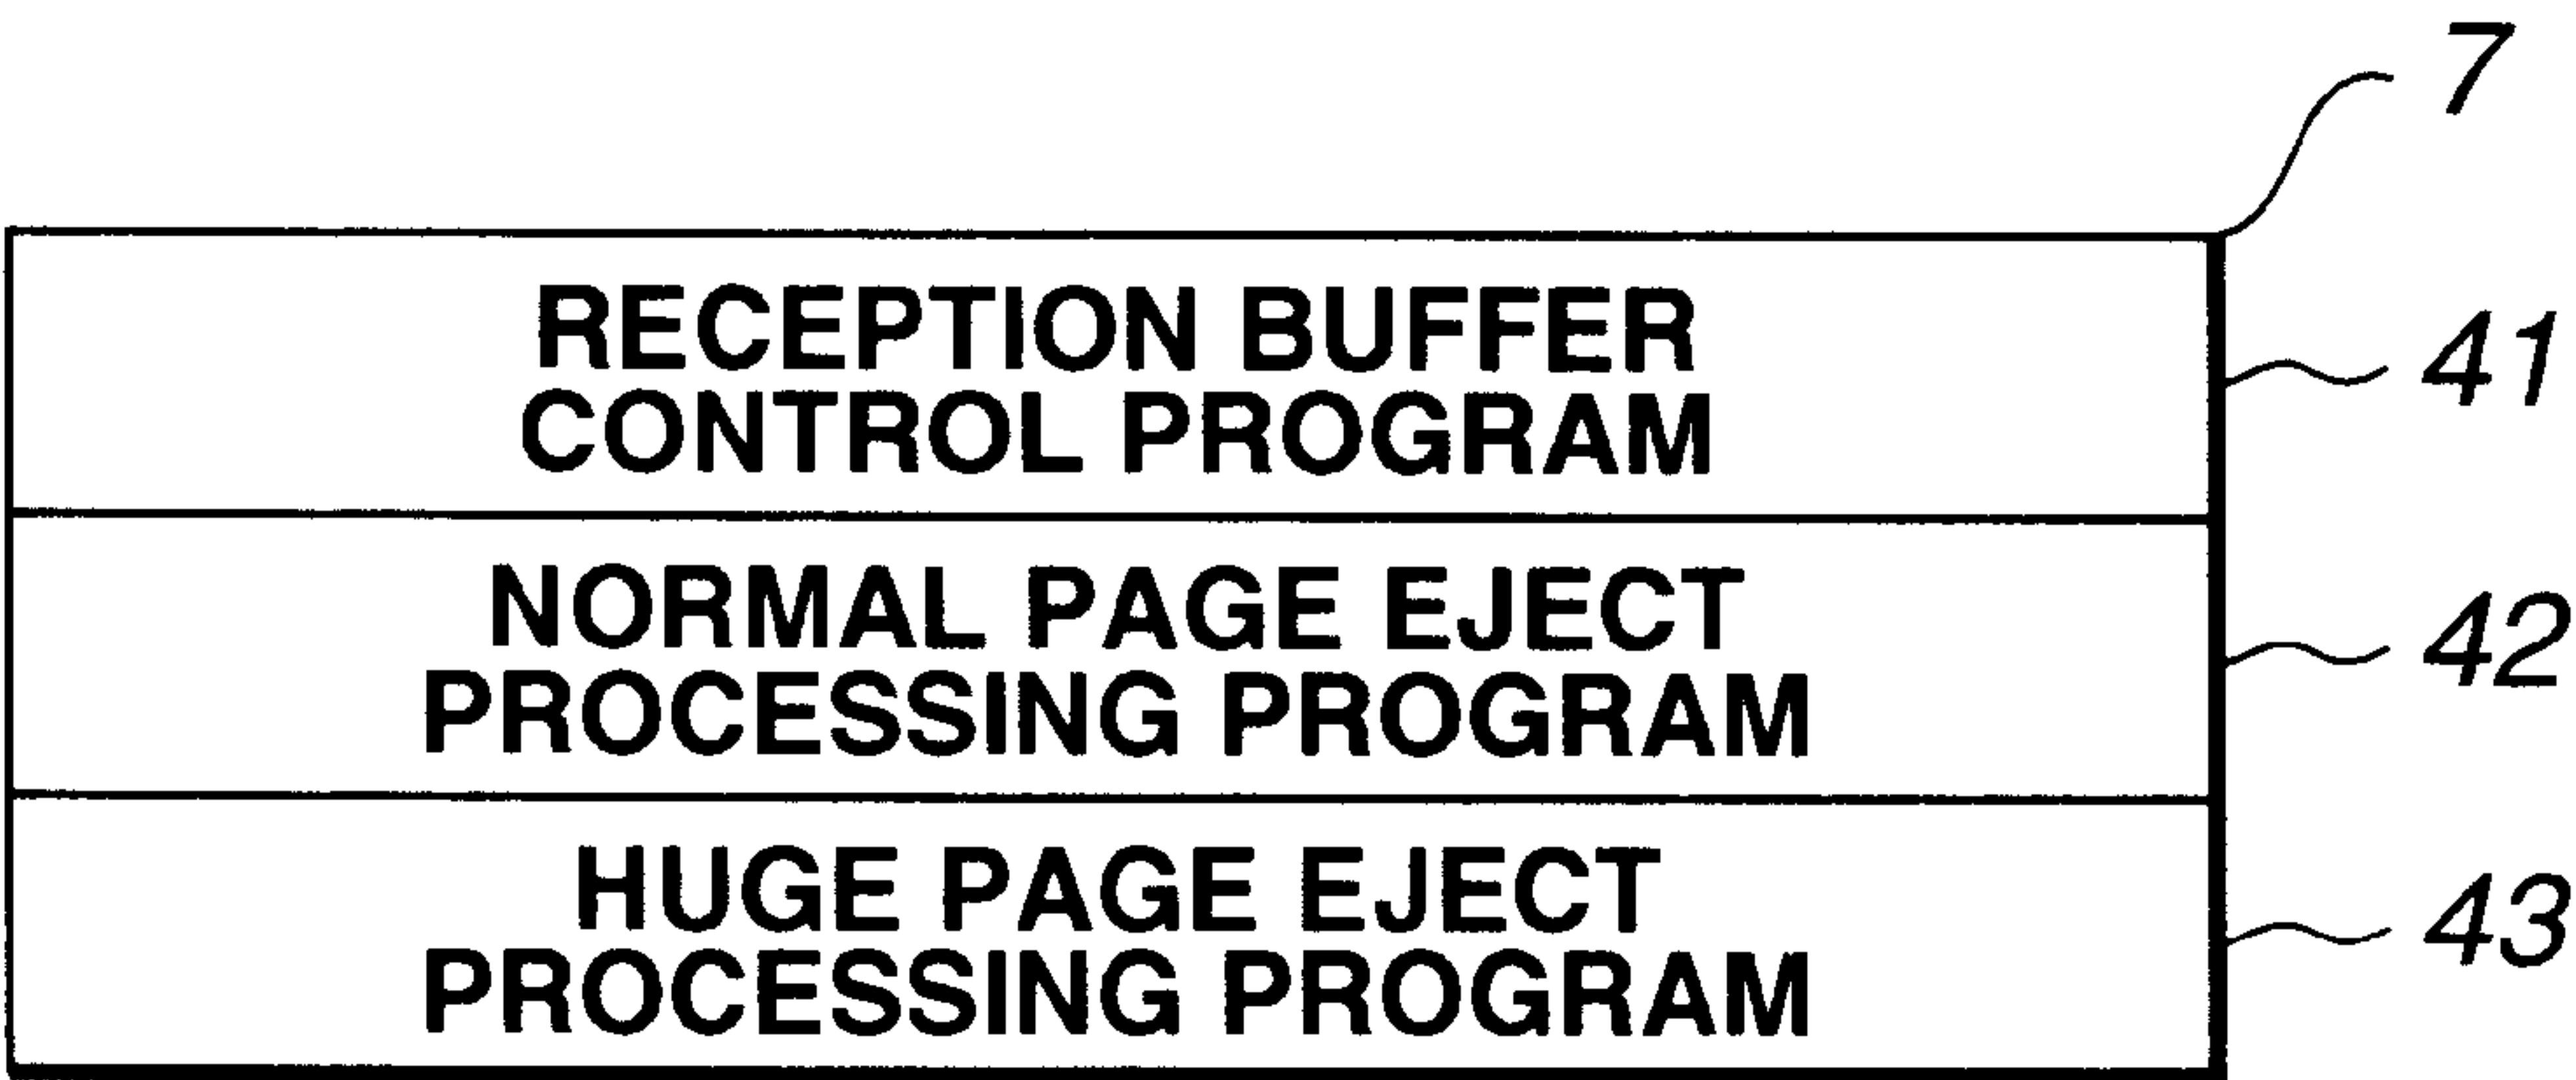 7
RECEPTION BUFFER
CONTROL PROGRAM
41
NORMAL PAGE EJECT
PROCESSING PROGRAM
42
HUGE PAGE EJECT
PROCESSING PROGRAM
43